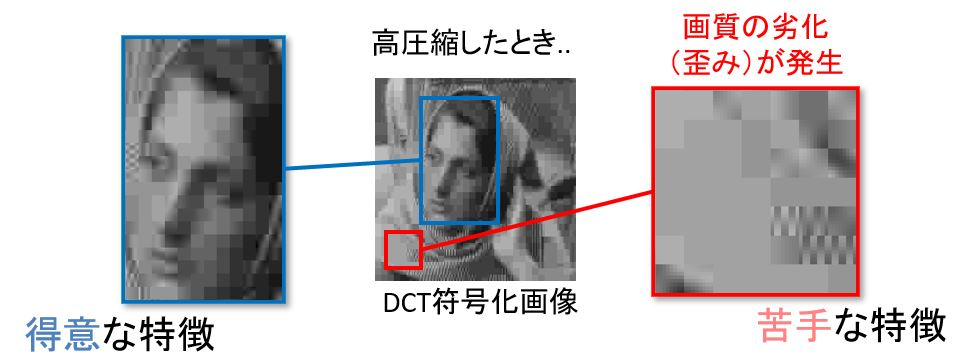 高圧縮したとき..
画質の劣化
(歪み)が発生
DCT符号化画像
得意な特徴
苦手な特徴